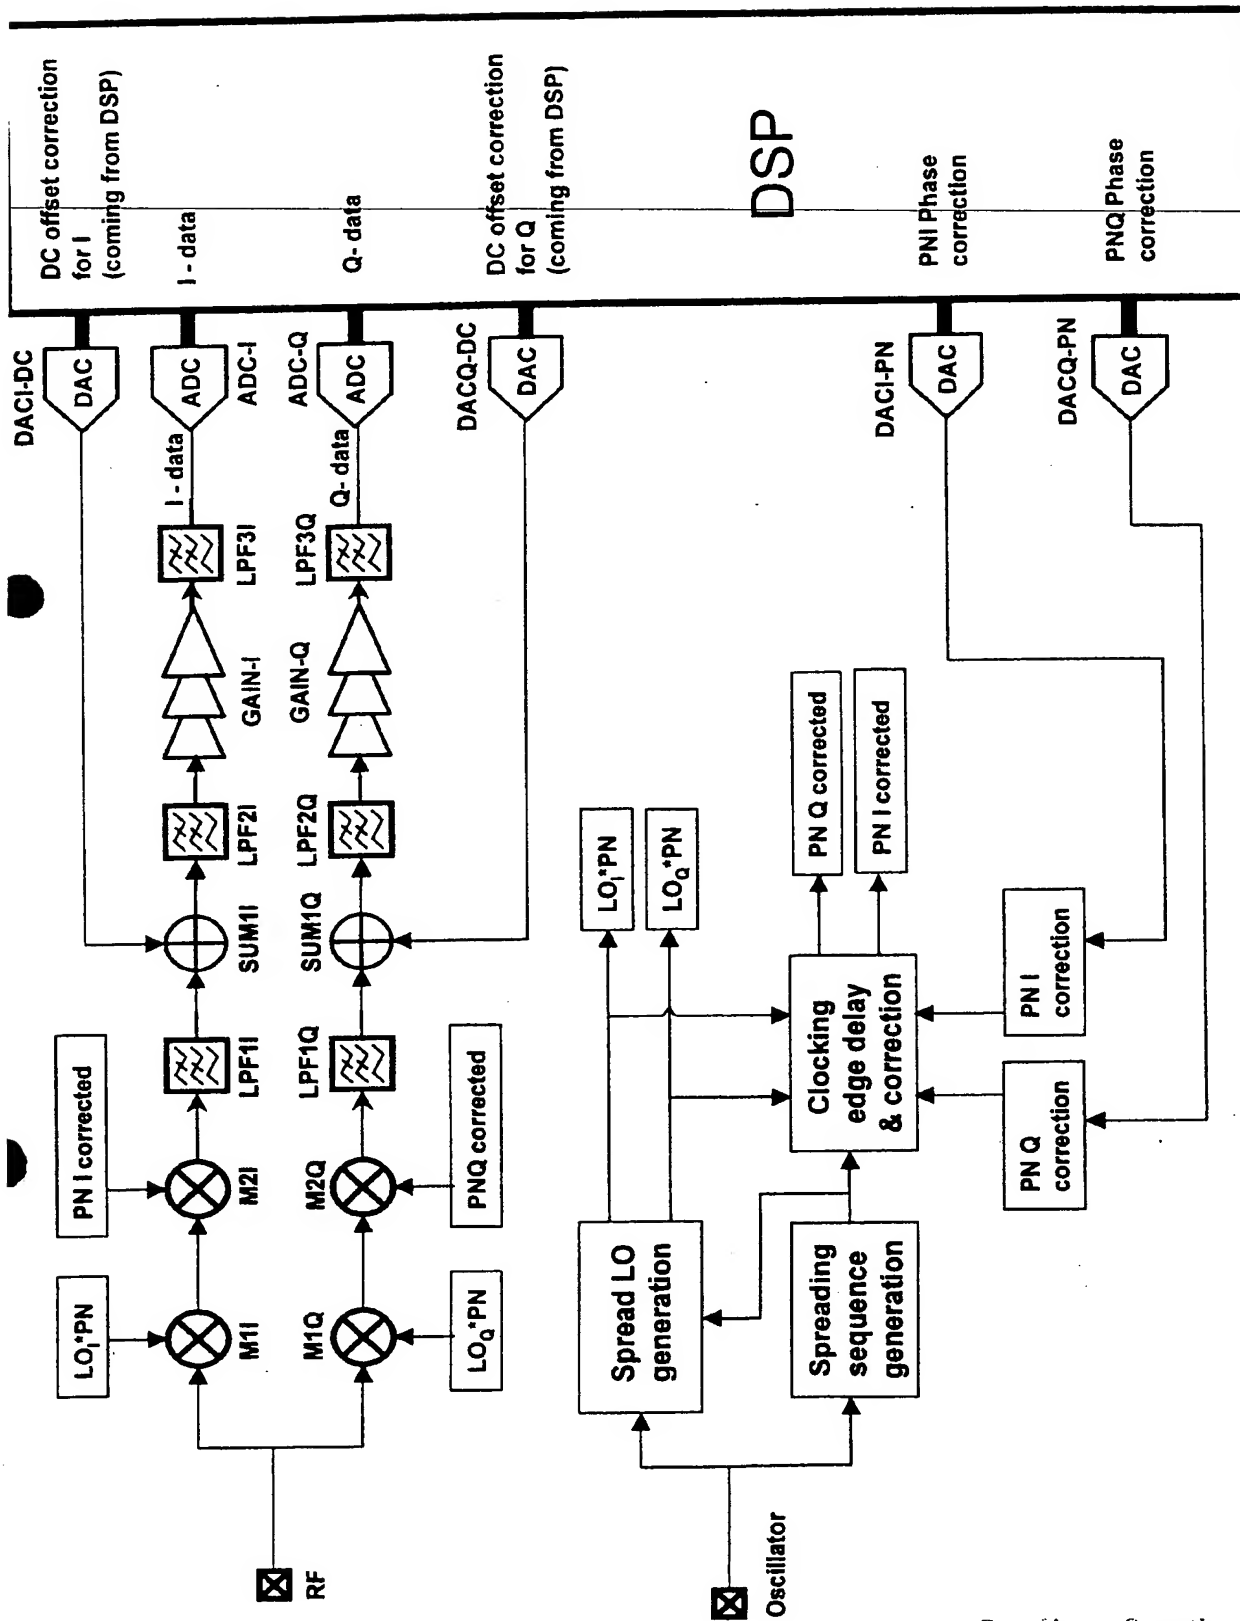 DACI-DC
DAC
DC offset correction
for I
(coming from DSP)
PN I corrected
LO_I*PN
RF
M1I
M2I
LPF1I
SUM1I
LPF2I
GAIN-I
LPF3I
I - data
ADC
ADC-I
I - data
M1Q
M2Q
LPF1Q
SUM1Q
LPF2Q
GAIN-Q
LPF3Q
Q- data
ADC-Q
ADC
Q- data
LO_Q*PN
PNQ corrected
DACQ-DC
DAC
DC offset correction
for Q
(coming from DSP)
Spread LO
generation
LO_I*PN
LO_Q*PN
DSP
Oscillator
Spreading
sequence
generation
Clocking
edge delay
& correction
PN Q corrected
PN I corrected
DACI-PN
DAC
PNI Phase
correction
PN Q
correction
PN I
correction
DACQ-PN
DAC
PNQ Phase
correction